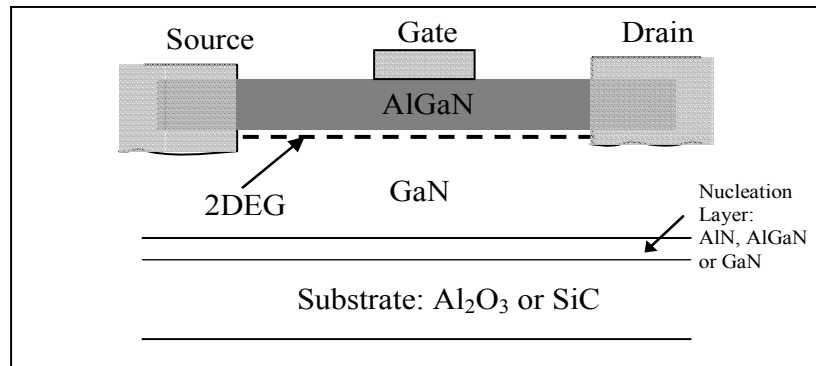 Source Gate Drain
AlGaN
2DEG
GaN
Nucleation
Layer:
AlN, AlGaN
or GaN
Substrate: Al₂O₃ or SiC